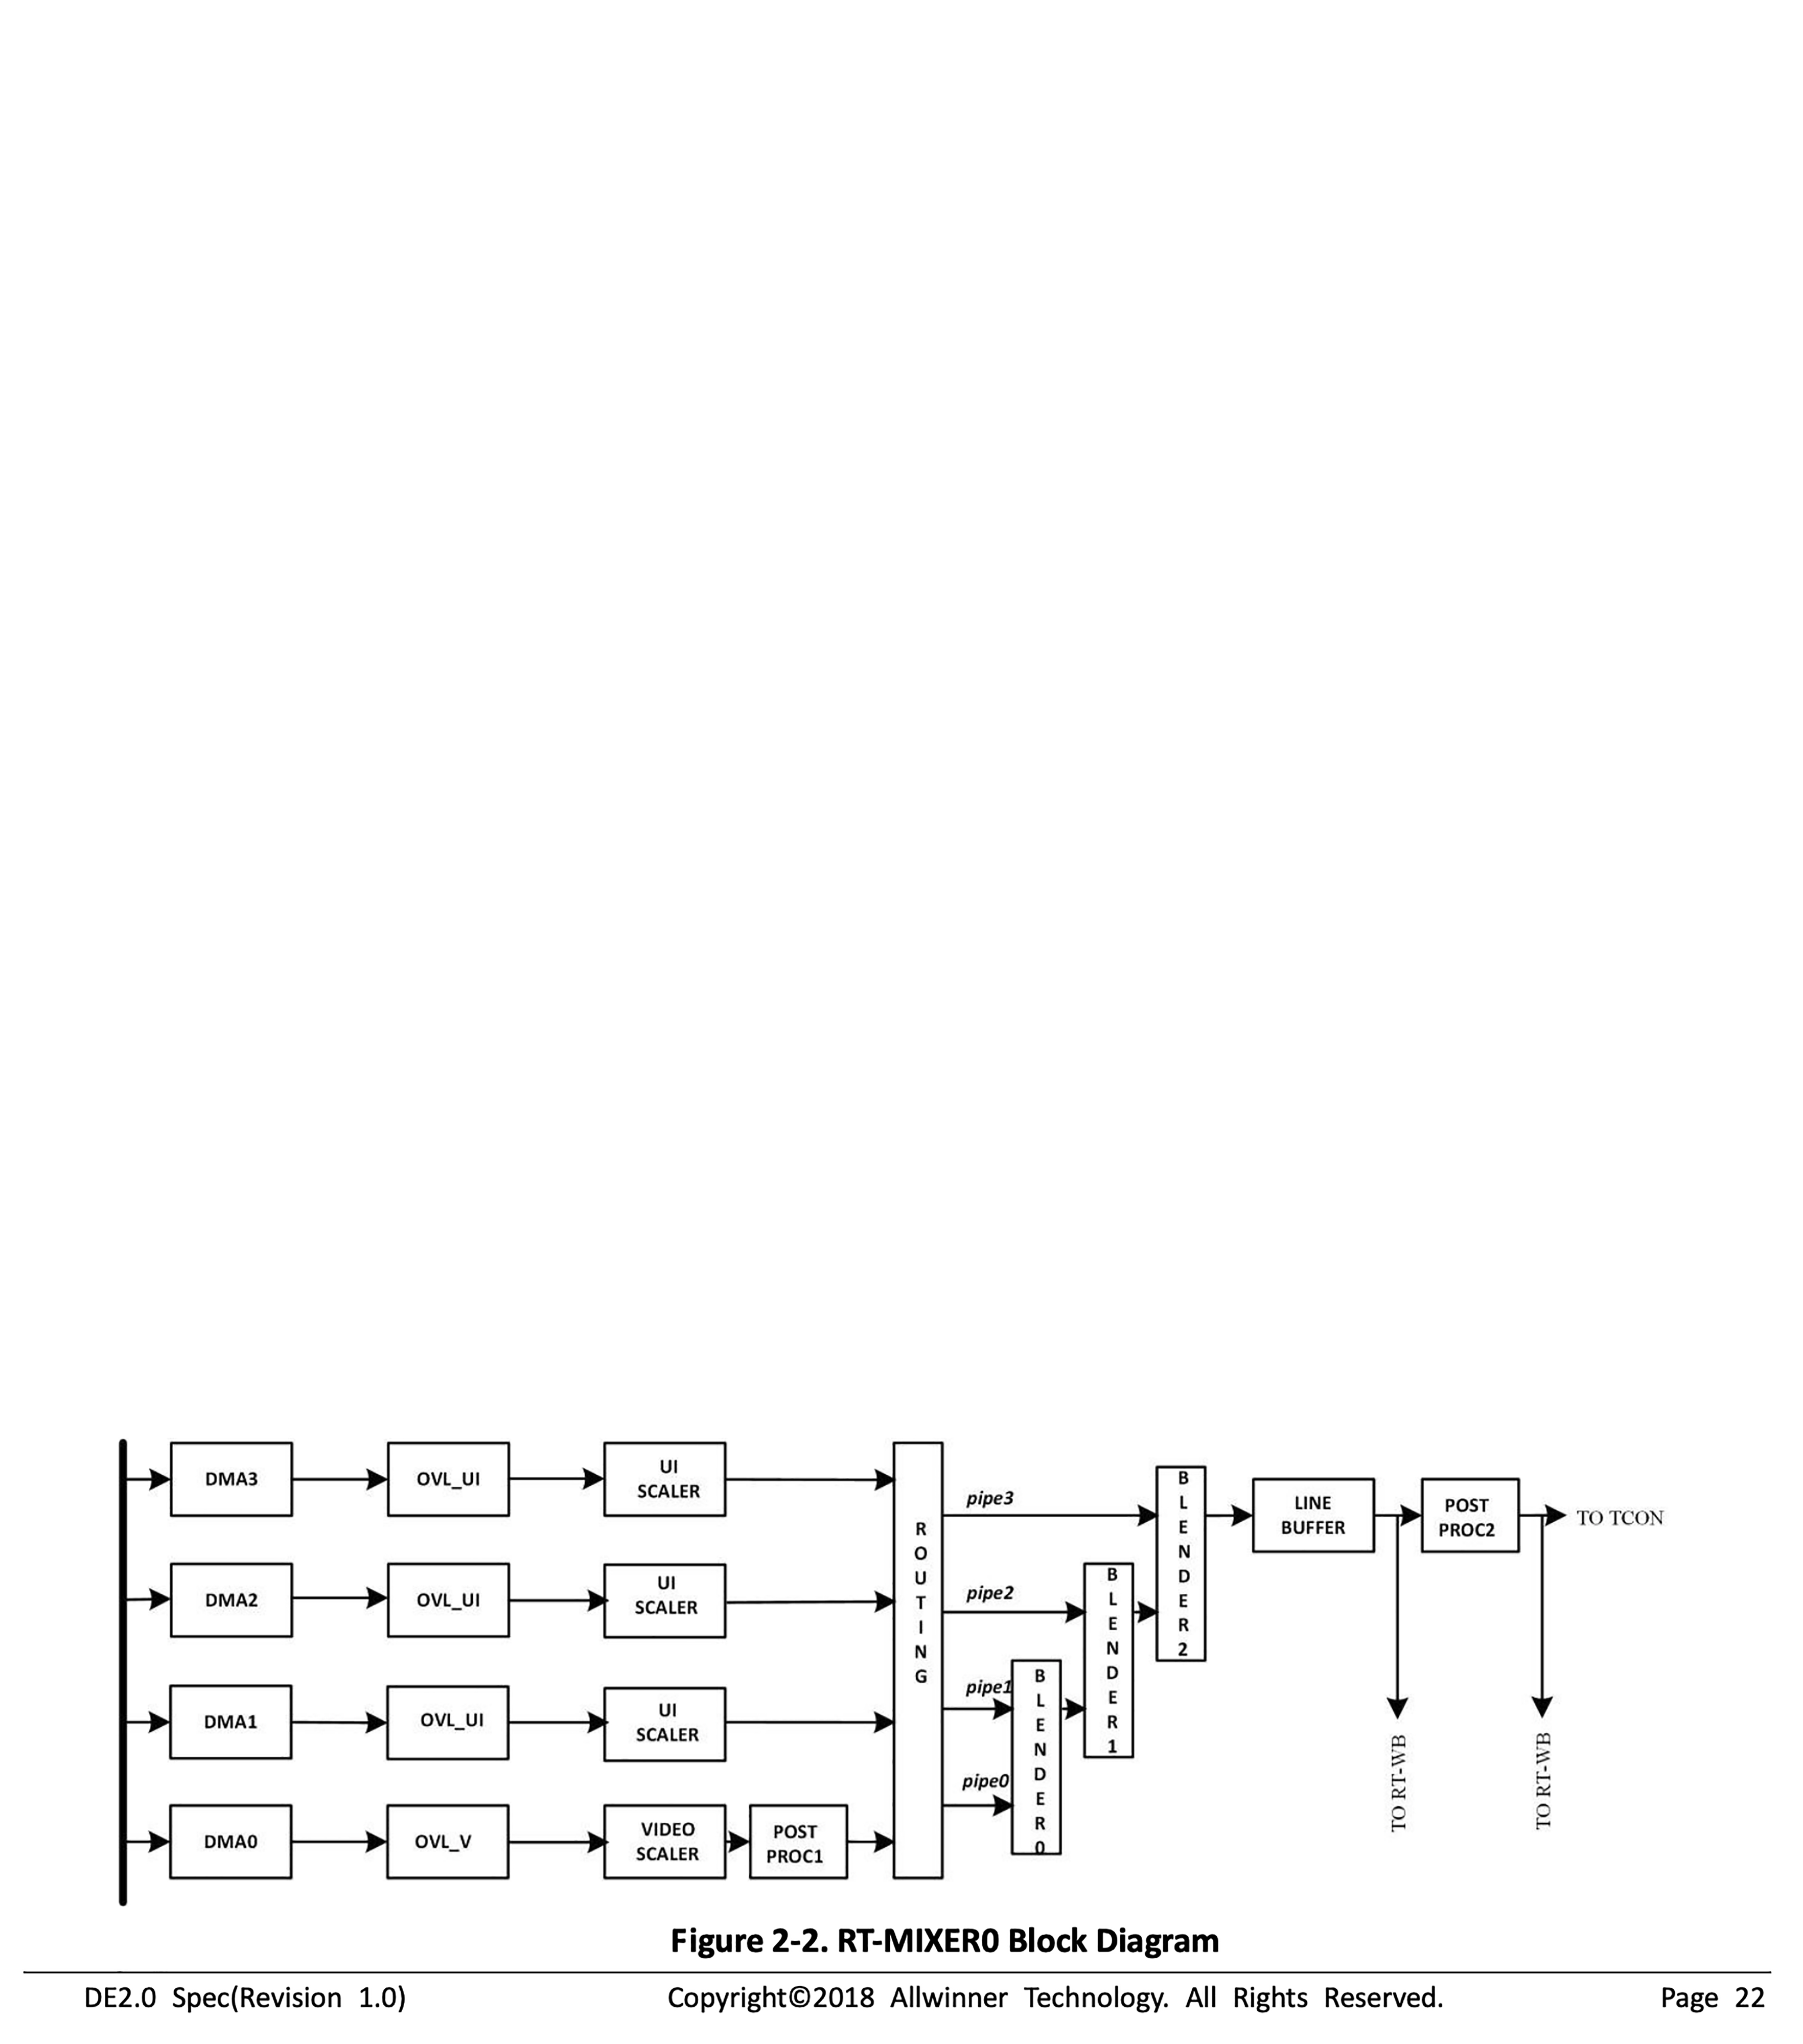 DMA3
OVL_UI
UI
SCALER
DMA2
OVL_UI
UI
SCALER
DMA1
OVL_UI
UI
SCALER
DMA0
OVL_V
VIDEO
SCALER
POST
PROC1
ROUTING
pipe3
pipe2
pipe1
pipe0
BLENDER0
BLENDER1
BLENDER2
LINE
BUFFER
POST
PROC2
TO TCON
TO RT-WB
TO RT-WB
Figure 2-2. RT-MIXER0 Block Diagram
DE2.0 Spec(Revision 1.0)
Copyright©2018 Allwinner Technology. All Rights Reserved.
Page 22